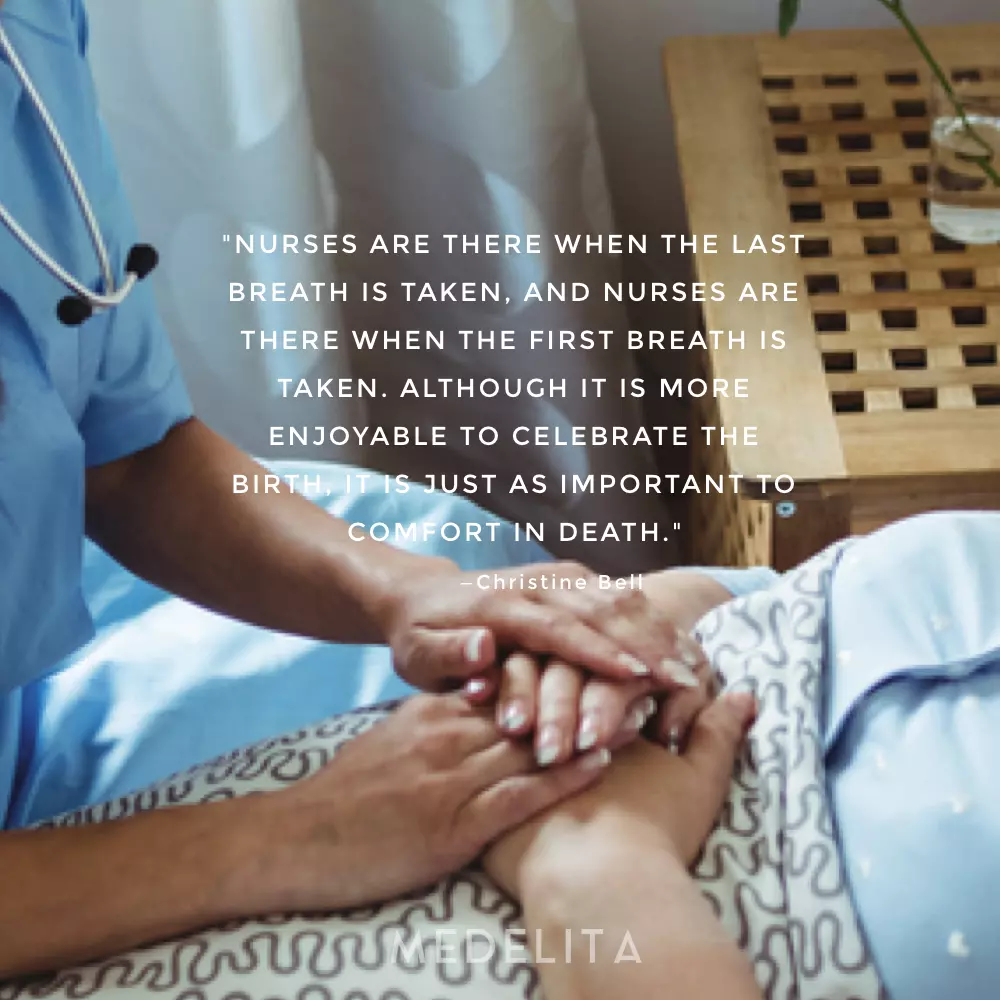 "NURSES ARE THERE WHEN THE LAST
BREATH IS TAKEN, AND NURSES ARE
THERE WHEN THE FIRST BREATH IS
TAKEN. ALTHOUGH IT IS MORE
ENJOYABLE TO CELEBRATE THE
BIRTH, IT IS JUST AS IMPORTANT TO
COMFORT IN DEATH."
—Christine Bell
MEDELITA